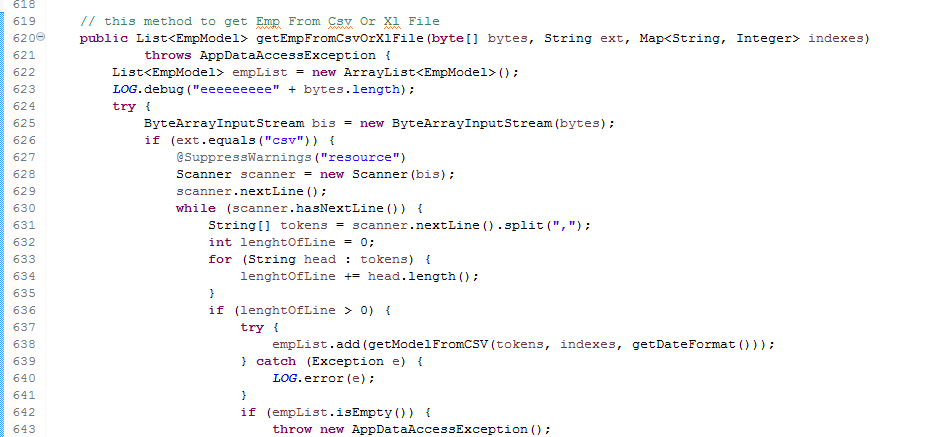 618
619 // this method to get Emp From Csv Or Xl File
620 public List<EmpModel> getEmpFromCsvOrXlFile(byte[] bytes, String ext, Map<String, Integer> indexes)
621 throws AppDataAccessException {
622 List<EmpModel> empList = new ArrayList<EmpModel>();
623 LOG.debug("eeeeeeeee" + bytes.length);
624 try {
625 ByteArrayInputStream bis = new ByteArrayInputStream(bytes);
626 if (ext.equals("csv")) {
627 @SuppressWarnings("resource")
628 Scanner scanner = new Scanner(bis);
629 scanner.nextLine();
630 while (scanner.hasNextLine()) {
631 String[] tokens = scanner.nextLine().split(",");
632 int lenghtOfLine = 0;
633 for (String head : tokens) {
634 lenghtOfLine += head.length();
635 }
636 if (lenghtOfLine > 0) {
637 try {
638 empList.add(getModelFromCSV(tokens, indexes, getDateFormat()));
639 } catch (Exception e) {
640 LOG.error(e);
641 }
642 if (empList.isEmpty()) {
643 throw new AppDataAccessException();